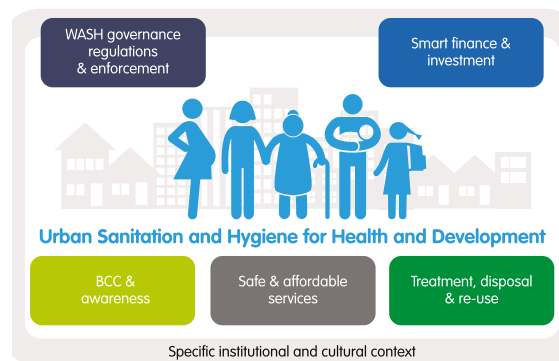 WASH governance
regulations
& enforcement
Smart finance &
investment
Urban Sanitation and Hygiene for Health and Development
BCC &
awareness
Safe & affordable
services
Treatment, disposal
& re-use
Specific institutional and cultural context